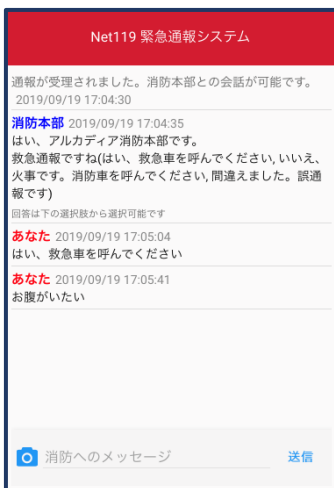 Net119 緊急通報システム
通報が受理されました。消防本部との会話が可能です。
2019/09/19 17:04:30
消防本部 2019/09/19 17:04:35
はい、アルカディア消防本部です。
救急通報ですね(はい、救急車を呼んでください, いいえ、
火事です。消防車を呼んでください, 間違えました。誤通
報です)
回答は下の選択肢から選択可能です
あなた 2019/09/19 17:05:04
はい、救急車を呼んでください
あなた 2019/09/19 17:05:41
お腹がいたい
消防へのメッセージ 送信